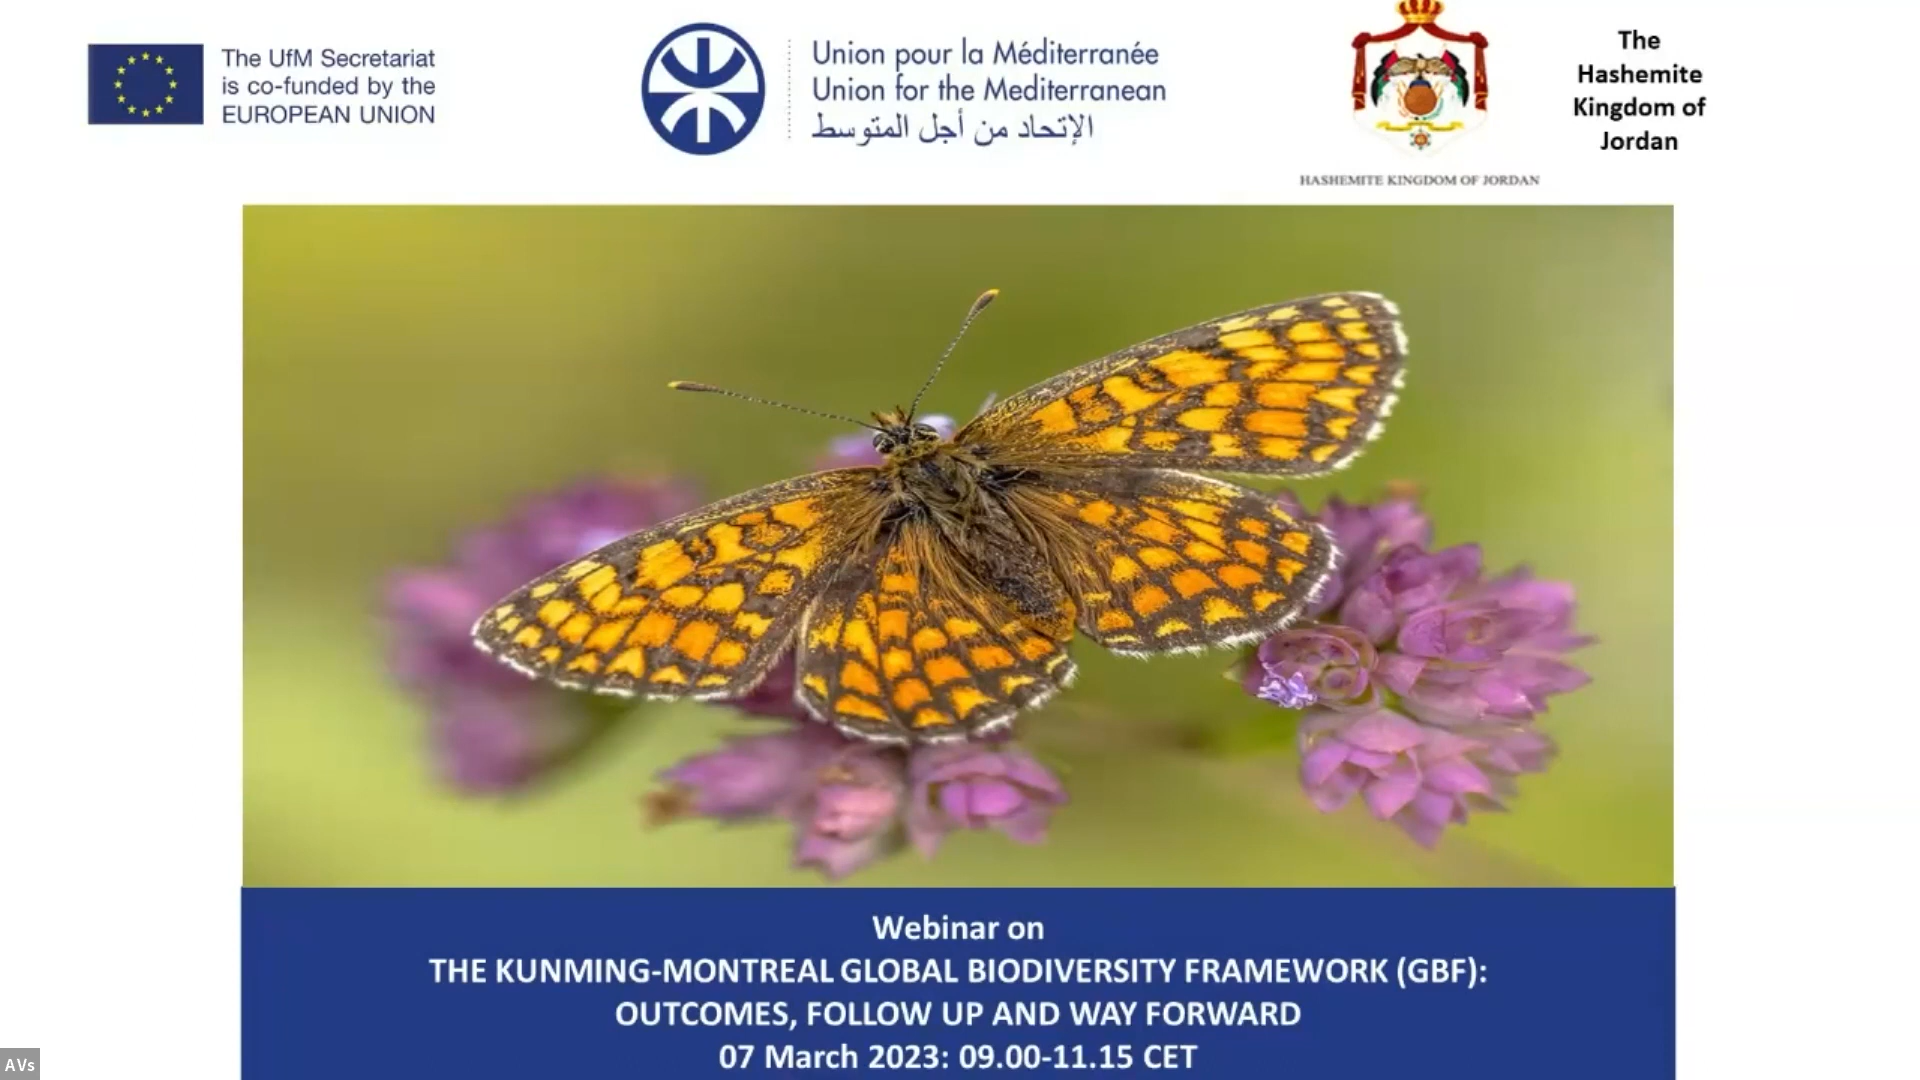 The UfM Secretariat
is co-funded by the
EUROPEAN UNION
Union pour la Méditerranée
Union for the Mediterranean
الإتحاد من أجل المتوسط
HASHEMITE KINGDOM OF JORDAN
The
Hashemite
Kingdom of
Jordan
Webinar on
THE KUNMING-MONTREAL GLOBAL BIODIVERSITY FRAMEWORK (GBF):
OUTCOMES, FOLLOW UP AND WAY FORWARD
07 March 2023: 09.00-11.15 CET
AVs